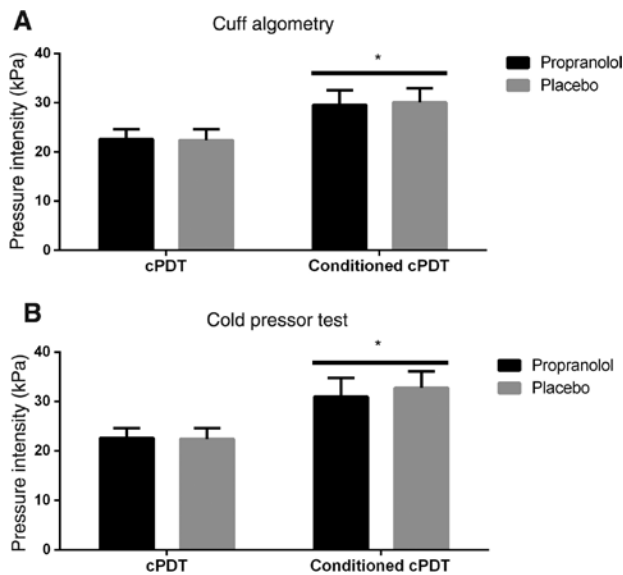 A
Cuff algometry
Pressure intensity (kPa)
40
30
20
10
0
*
Propranolol
Placebo
cPDT
Conditioned cPDT
B
Cold pressor test
Pressure intensity (kPa)
40
30
20
10
0
*
Propranolol
Placebo
cPDT
Conditioned cPDT